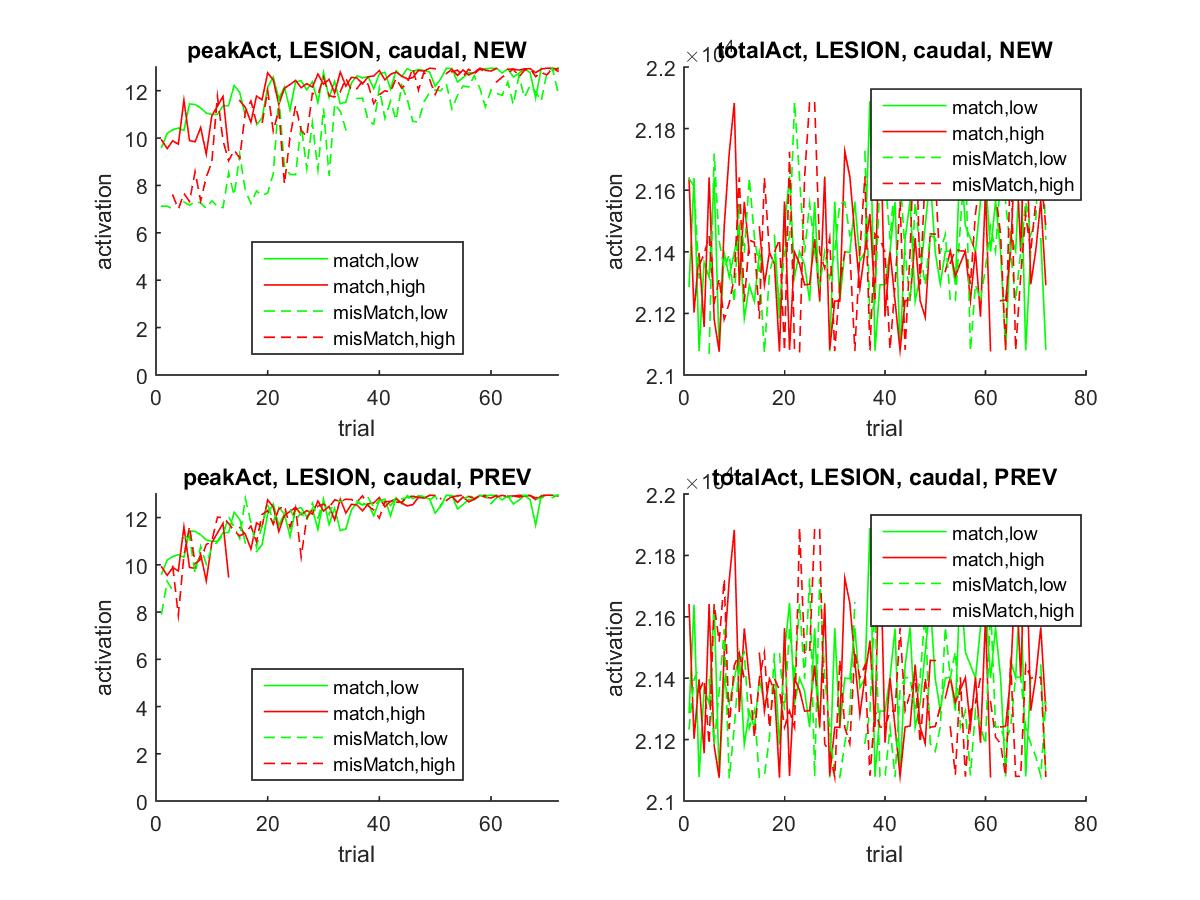 peakAct, LESION, caudal, NEW
activation
12
10
8
6
4
2
0
0 20 40 60
trial
match,low
match,high
misMatch,low
misMatch,high
totalAct, LESION, caudal, NEW
activation
2.2
2.18
2.16
2.14
2.12
2.1
0 20 40 60 80
trial
match,low
match,high
misMatch,low
misMatch,high
peakAct, LESION, caudal, PREV
activation
12
10
8
6
4
2
0
0 20 40 60
trial
match,low
match,high
misMatch,low
misMatch,high
totalAct, LESION, caudal, PREV
activation
2.2
2.18
2.16
2.14
2.12
2.1
0 20 40 60 80
trial
match,low
match,high
misMatch,low
misMatch,high